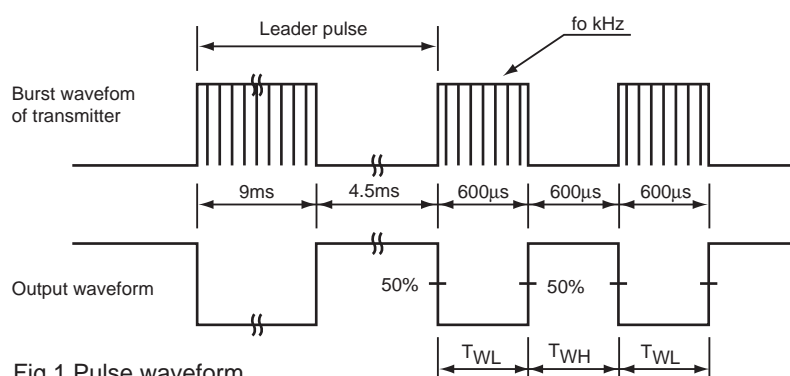 Leader pulse
fo kHz
Burst wavefom
of transmitter
9ms 4.5ms 600µs 600µs 600µs
Output waveform
50% 50%
TWL TWH TWL
Fig.1 Pulse waveform